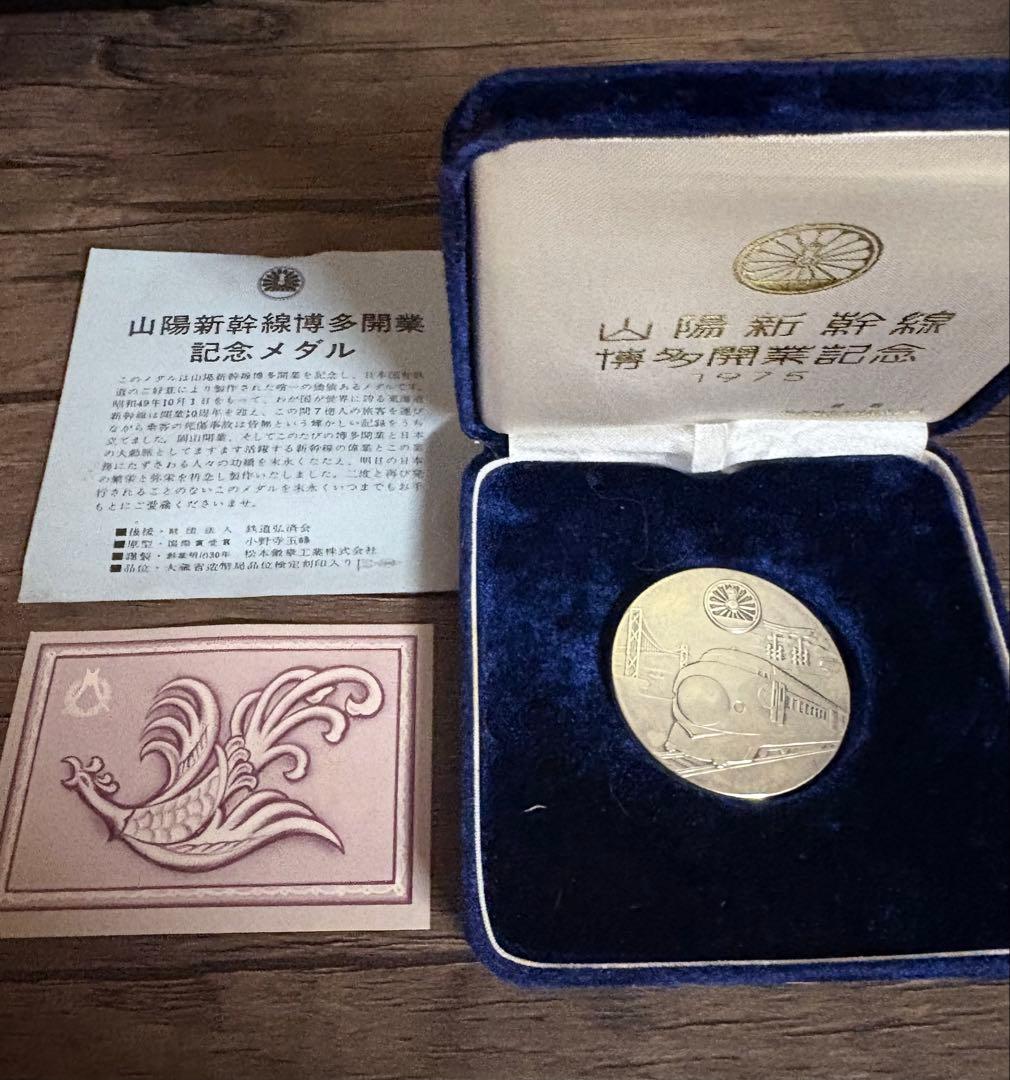 山陽新幹線博多開業
記念メダル
このメダルは山陽新幹線博多開業を記念し、日本国有鉄
道のご好意により製作された唯一の価値あるメダルです。
昭和49年10月1日をもって、わが国が世界に誇る東海道
新幹線は開業10周年を迎え、この間7億人の旅客を運び
ながら乗客の死傷事故は皆無という輝かしい記録をうち
立てました。岡山開業、そしてこのたびの博多開業と日本
の大動脈としてますます活躍する新幹線の偉業とこの業
務にたずさわる人々の功績を末永くたたえ、明日の日本
の繁栄と弥栄を祈念し製作いたしました。二度と再び発
行されることのないこのメダルを末永くいつまでもお手
もとにご愛蔵くださいませ。
■後援・財団法人 鉄道弘済会
■原型・国際賞受賞 小野寺玉峰
■謹製・創業明治30年 松本徽章工業株式会社
■品位・大蔵省造幣局品位検定刻印入り
山陽新幹線
博多開業記念
1975